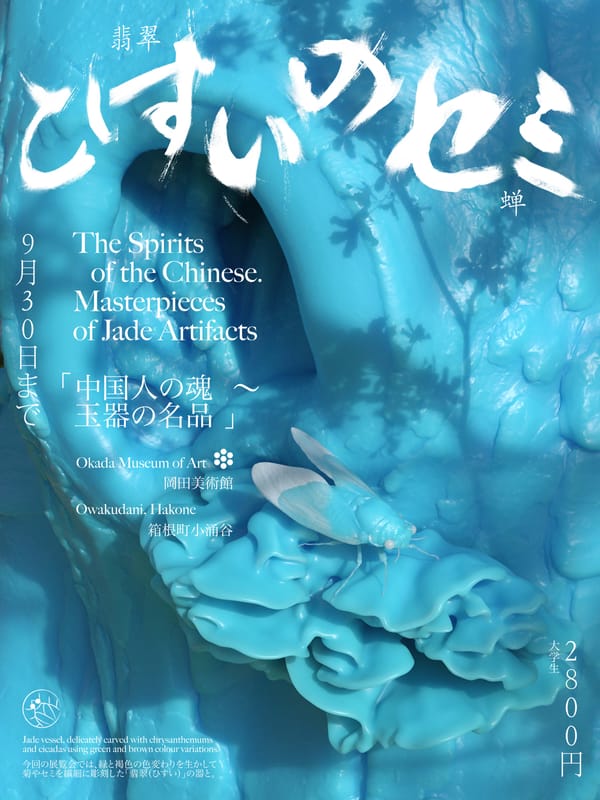 翡翠
ひすいのセミ
蝉
9月30日まで
The Spirits
of the Chinese.
Masterpieces
of Jade Artifacts
「中国人の魂 〜
玉器の名品」
Okada Museum of Art
岡田美術館
Owakudani, Hakone
箱根町小涌谷
大学生
2800円
Jade vessel, delicately carved with chrysanthemums
and cicadas using green and brown colour variations.
今回の展覧会では、緑と褐色の色変わりを生かして
菊やセミを繊細に彫刻した「翡翠(ひすい)」の器と。